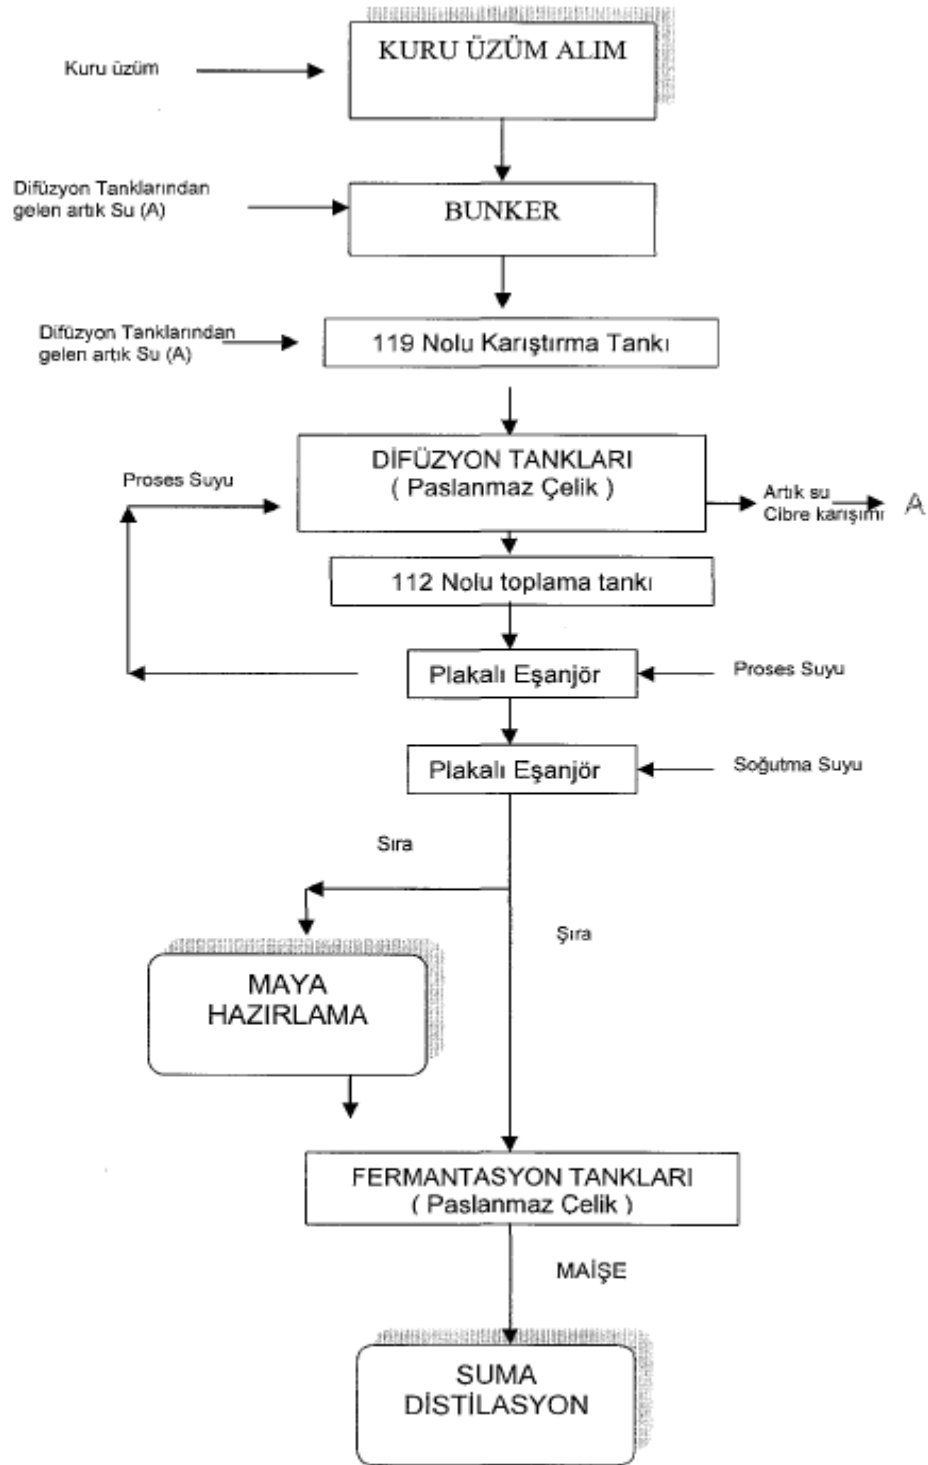 KURU ÜZÜM ALIM
Kuru üzüm
Difüzyon Tanklarından
gelen artık Su (A)
BUNKER
Difüzyon Tanklarından
gelen artık Su (A)
119 Nolu Karıştırma Tankı
DİFÜZYON TANKLARI
( Paslanmaz Çelik )
Proses Suyu
Artık su
Cibre karışımı
A
112 Nolu toplama tankı
Plakalı Eşanjör
Proses Suyu
Plakalı Eşanjör
Soğutma Suyu
Sıra
Şıra
MAYA
HAZIRLAMA
FERMANTASYON TANKLARI
( Paslanmaz Çelik )
MAİŞE
SUMA
DİSTİLASYON